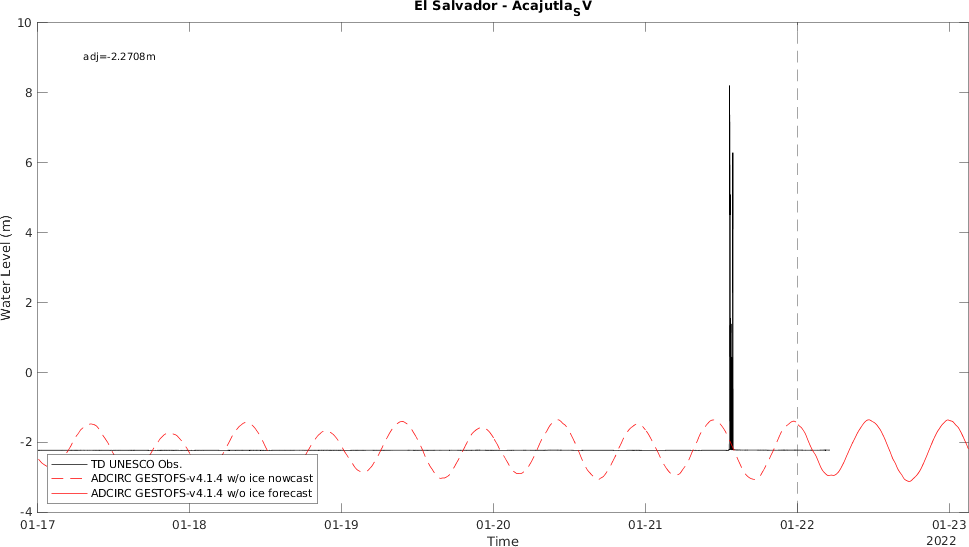 El Salvador - Acajutla_SV
adj=-2.2708m
10
8
6
4
2
0
-2
-4
Water Level (m)
TD UNESCO Obs.
ADCIRC GESTOFS-v4.1.4 w/o ice nowcast
ADCIRC GESTOFS-v4.1.4 w/o ice forecast
01-17 01-18 01-19 01-20 01-21 01-22 01-23
Time
2022